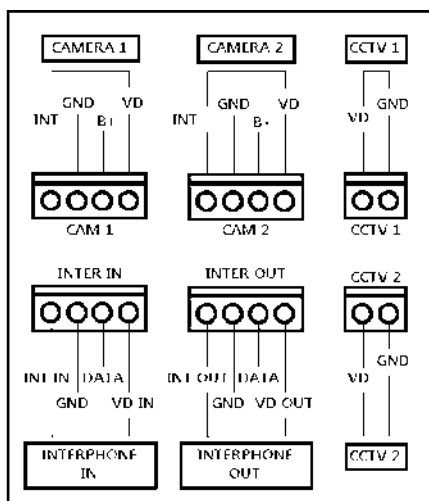 CAMERA 1
CAMERA 2
CCTV 1
GND VD
INT B+
GND VD
INT B+
GND
VD
CAM 1
CAM 2
CCTV 1
INTER IN
INTER OUT
CCTV 2
INT IN DATA
GND VD IN
INT OUT DATA
GND VD OUT
GND
VD
INTERPHONE
IN
INTERPHONE
OUT
CCTV 2